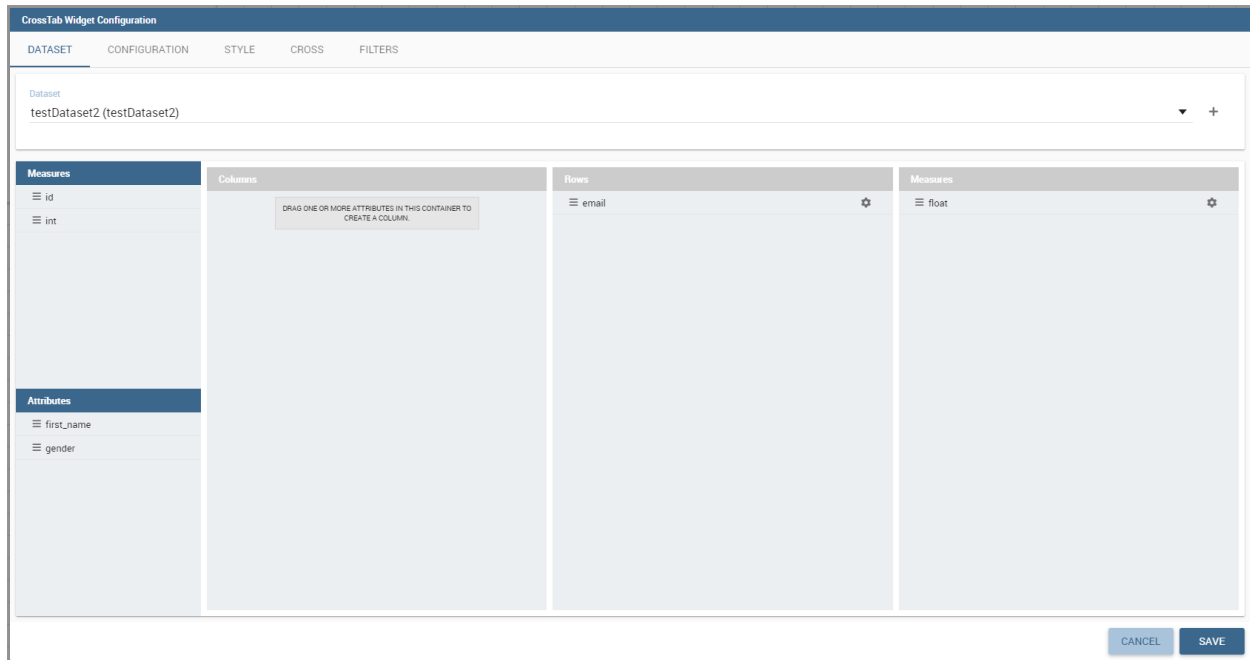 CrossTab Widget Configuration
DATASET CONFIGURATION STYLE CROSS FILTERS
Dataset
testDataset2 (testDataset2)
Measures
id
int
Attributes
first_name
gender
Columns
DRAG ONE OR MORE ATTRIBUTES IN THIS CONTAINER TO
CREATE A COLUMN.
Rows
email
Measures
float
CANCEL SAVE